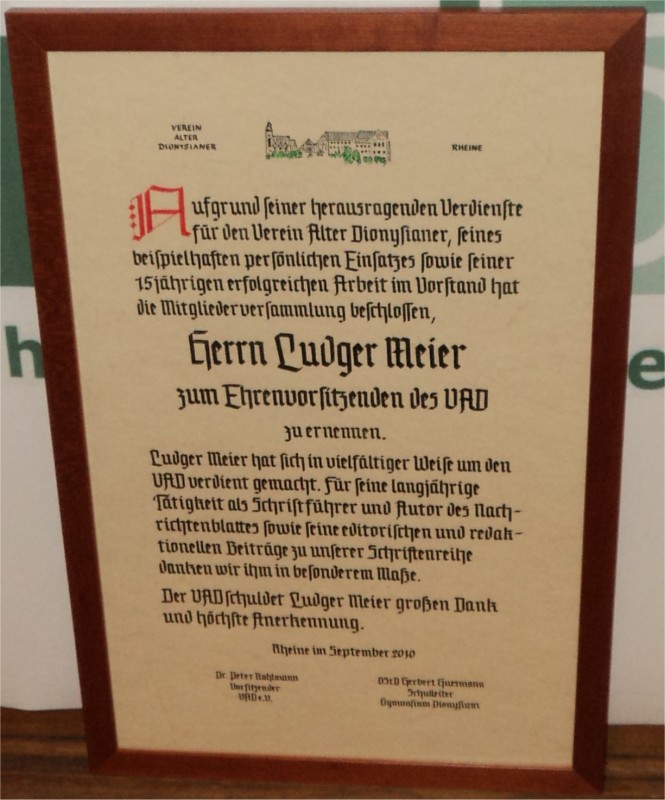 VEREIN
ALTER
DIONYSIANER
RHEINE
Aufgrund seiner herausragenden Verdienste
für den Verein Alter Dionysianer, seines
beispielhaften persönlichen Einsatzes sowie seiner
15jährigen erfolgreichen Arbeit im Vorstand hat
die Mitgliederversammlung beschlossen,
Herrn Ludger Meier
zum Ehrenvorsitzenden des VAD
zu ernennen.
Ludger Meier hat sich in vielfältiger Weise um den
VAD verdient gemacht. Für seine langjährige
Tätigkeit als Schriftführer und Autor des Nach-
richtenblattes sowie seine editorischen und redak-
tionellen Beiträge zu unserer Schriftenreihe
danken wir ihm in besonderem Maße.
Der VAD schuldet Ludger Meier großen Dank
und höchste Anerkennung.
Rheine im September 2010
Dr. Peter
Vorsitzender
VAD e.V.
OStD Herbert
Schulleiter
Gymnasium Dionysium
h
e